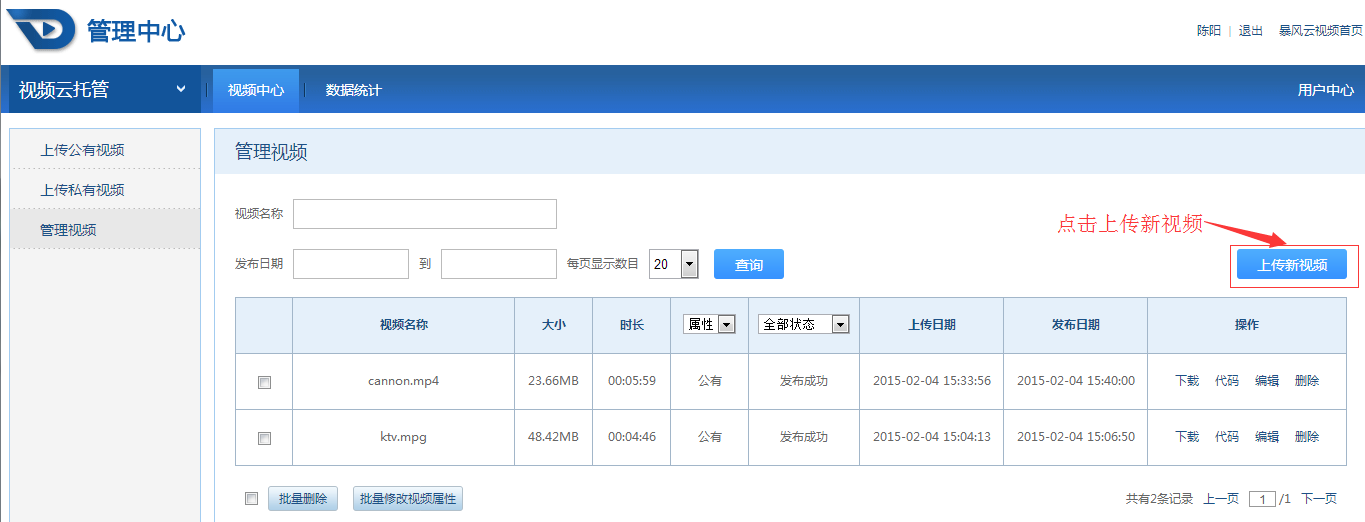 管理中心
陈阳 | 退出 暴风云视频首页
视频云托管 视频中心 数据统计 用户中心
上传公有视频
上传私有视频
管理视频
管理视频
视频名称
点击上传新视频
发布日期 到 每页显示数目 20 查询 上传新视频
视频名称 大小 时长 属性 全部状态 上传日期 发布日期 操作
cannon.mp4 23.66MB 00:05:59 公有 发布成功 2015-02-04 15:33:56 2015-02-04 15:40:00 下载 代码 编辑 删除
ktv.mpg 48.42MB 00:04:46 公有 发布成功 2015-02-04 15:04:13 2015-02-04 15:06:50 下载 代码 编辑 删除
批量删除 批量修改视频属性 共有2条记录 上一页 1 /1 下一页